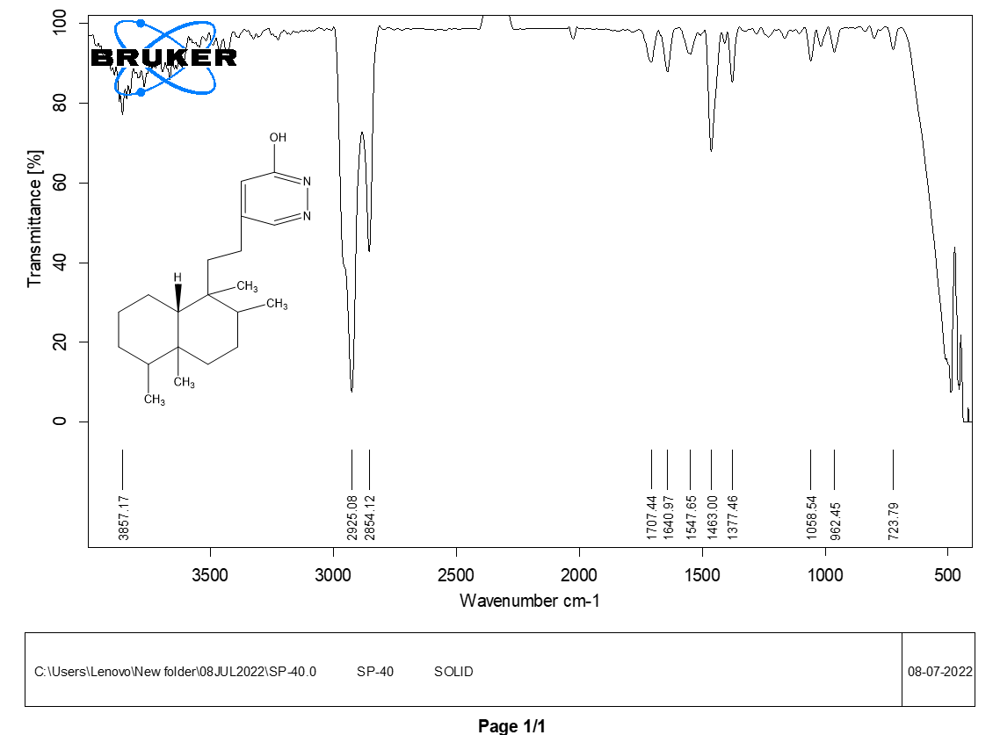 100
80
60
40
20
0
Transmittance [%]
BRUKER
OH
N
N
H
CH3
CH3
CH3
CH3
3857.17
2925.08
2854.12
1707.44
1640.97
1547.65
1463.00
1377.46
1058.54
962.45
723.79
3500 3000 2500 2000 1500 1000 500
Wavenumber cm-1
C:\Users\Lenovo\New folder\08JUL2022\SP-40.0 SP-40 SOLID 08-07-2022
Page 1/1